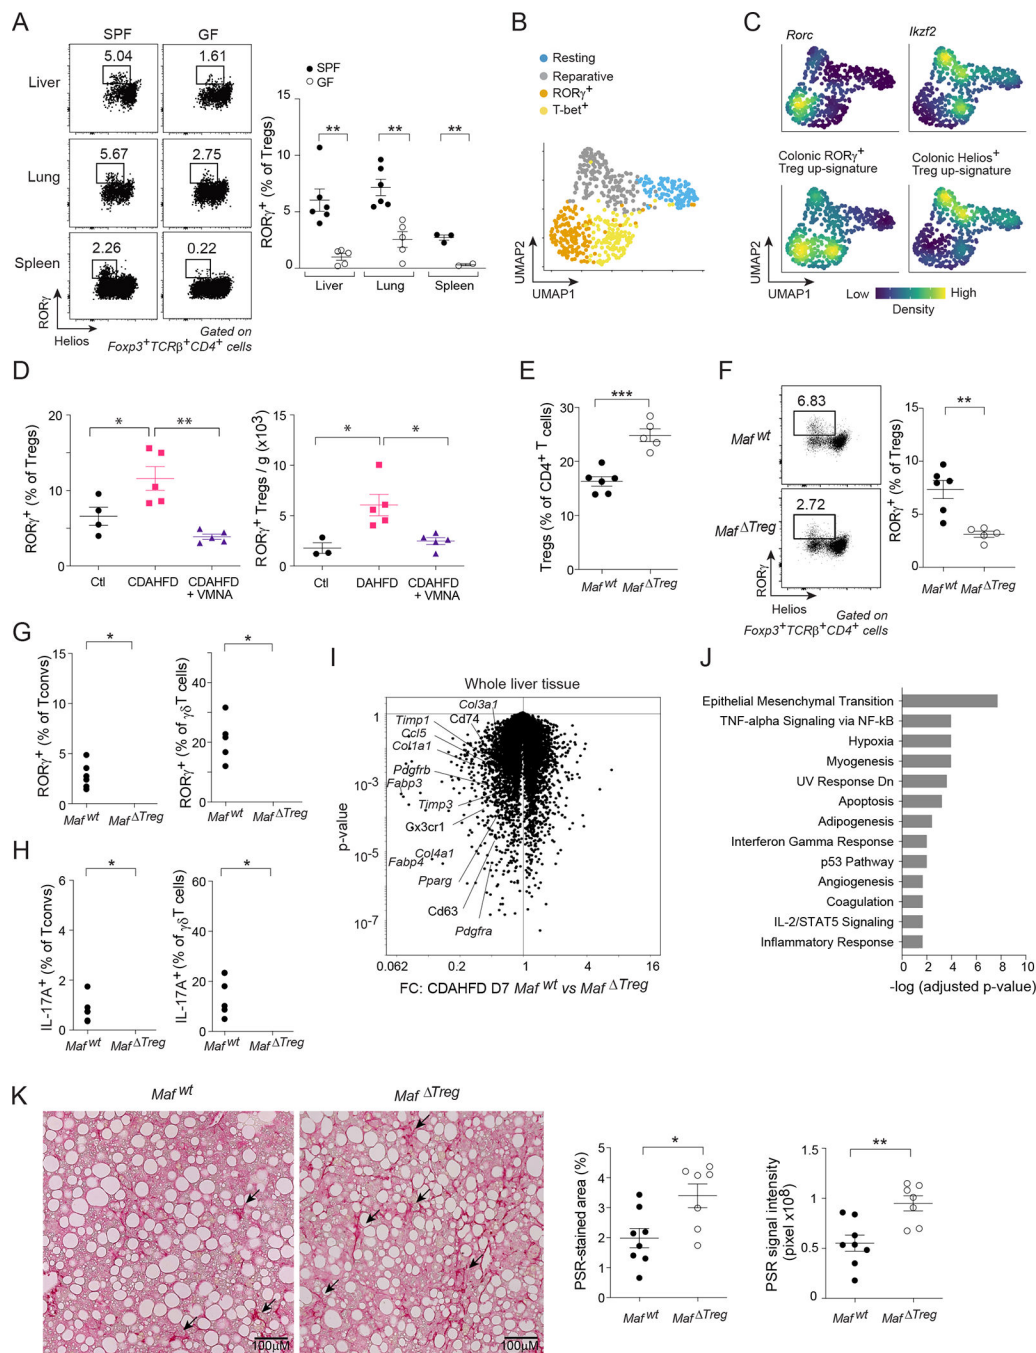 A
SPF
GF
5.04
1.61
Liver
5.67
2.75
Lung
2.26
0.22
Spleen
RORγ
Helios
Gated on
Foxp3+TCRβ+CD4+ cells
SPF
GF
RORγ+ (% of Tregs)
15
10
5
0
**
**
**
Liver
Lung
Spleen
B
Resting
Reparative
RORγ+
T-bet+
UMAP2
UMAP1
C
Rorc
Ikzf2
Colonic RORγ+
Treg up-signature
Colonic Helios+
Treg up-signature
UMAP2
UMAP1
Low
High
Density
D
RORγ+ (% of Tregs)
20
15
10
5
0
*
**
Ctl
CDAHFD
CDAHFD
+ VMNA
RORγ+ Tregs / g (x10³)
15
10
5
0
*
*
Ctl
DAHFD
CDAHFD
+ VMNA
E
Tregs (% of CD4+ T cells)
30
20
10
0
***
Maf wt
Maf ΔTreg
F
Maf wt
6.83
Maf ΔTreg
2.72
RORγ
Helios
Gated on
Foxp3+TCRβ+CD4+ cells
RORγ+ (% of Tregs)
15
10
5
0
**
Maf wt
Maf ΔTreg
G
RORγ+ (% of Tconvs)
15
10
5
0
*
Maf wt
Maf ΔTreg
RORγ+ (% of γδT cells)
60
40
20
0
*
Maf wt
Maf ΔTreg
H
IL-17A+ (% of Tconvs)
6
4
2
0
*
Maf wt
Maf ΔTreg
IL-17A+ (% of γδT cells)
60
40
20
0
*
Maf wt
Maf ΔTreg
I
Whole liver tissue
p-value
1
10-3
10-5
10-7
Col3a1
Timp1
Cd74
Ccl5
Col1a1
Pdgfrb
Fabp3
Timp3
Gx3cr1
Col4a1
Fabp4
Pparg
Cd63
Pdgfra
0.062
0.2
1
4
16
FC: CDAHFD D7 Maf wt vs Maf ΔTreg
J
Epithelial Mesenchymal Transition
TNF-alpha Signaling via NF-kB
Hypoxia
Myogenesis
UV Response Dn
Apoptosis
Adipogenesis
Interferon Gamma Response
p53 Pathway
Angiogenesis
Coagulation
IL-2/STAT5 Signaling
Inflammatory Response
0 2 4 6 8 10
-log (adjusted p-value)
K
Maf wt
Maf ΔTreg
100µM
100µM
PSR-stained area (%)
5
4
3
2
1
0
*
Maf wt
Maf ΔTreg
PSR signal intensity
(pixel x10⁸)
1.5
1
0.5
0
**
Maf wt
Maf ΔTreg